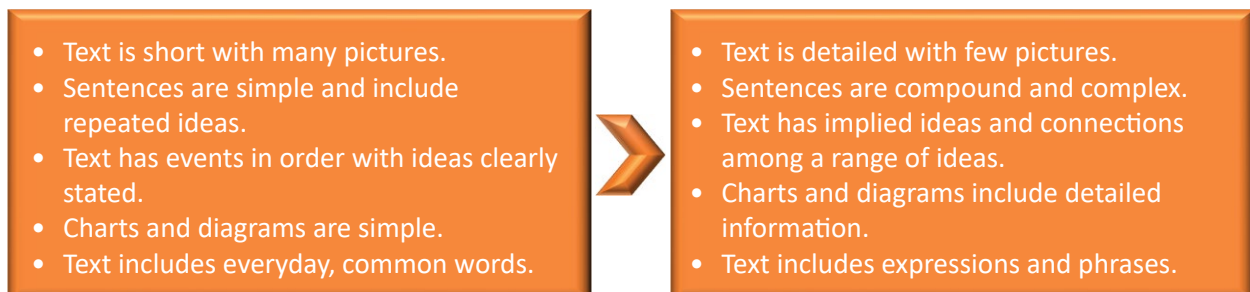 • Text is short with many pictures.
• Sentences are simple and include
repeated ideas.
• Text has events in order with ideas clearly
stated.
• Charts and diagrams are simple.
• Text includes everyday, common words.
• Text is detailed with few pictures.
• Sentences are compound and complex.
• Text has implied ideas and connections
among a range of ideas.
• Charts and diagrams include detailed
information.
• Text includes expressions and phrases.